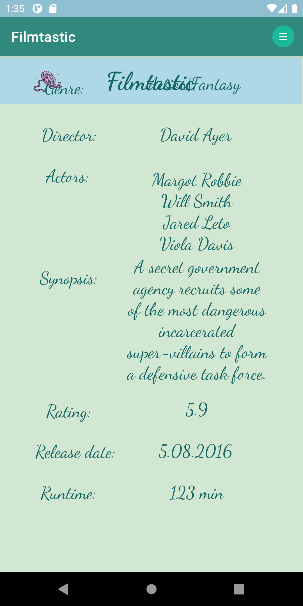 1:35
Filmtastic
Filmtastic
Genre: Fantasy
Director: David Ayer
Actors: Margot Robbie
Will Smith
Jared Leto
Viola Davis
Synopsis: A secret government
agency recruits some
of the most dangerous
incarcerated
super-villains to form
a defensive task force.
Rating: 5.9
Release date: 5.08.2016
Runtime: 123 min